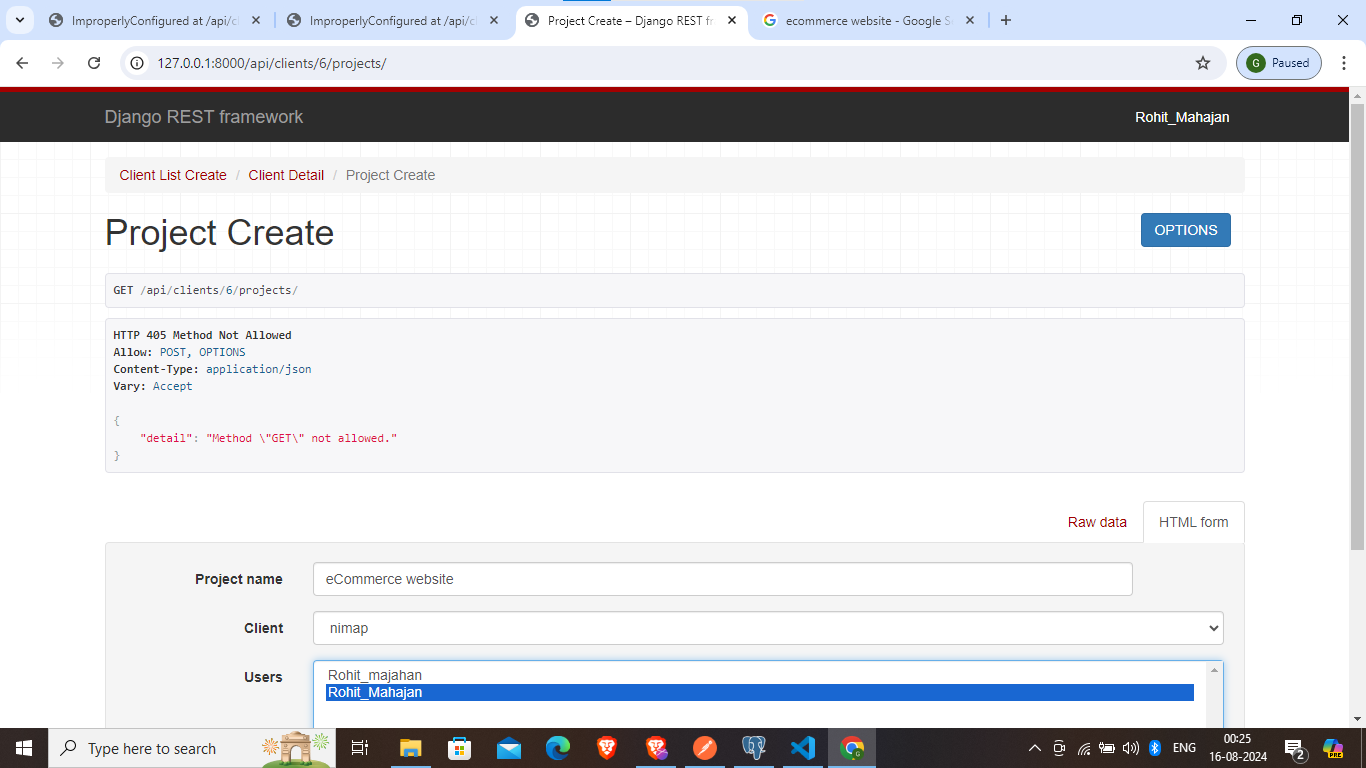 ImproperlyConfigured at /api/cl
ImproperlyConfigured at /api/cl
Project Create – Django REST fr
ecommerce website - Google Se
127.0.0.1:8000/api/clients/6/projects/
G Paused
Django REST framework
Rohit_Mahajan
Client List Create / Client Detail / Project Create
Project Create
OPTIONS
GET /api/clients/6/projects/
HTTP 405 Method Not Allowed
Allow: POST, OPTIONS
Content-Type: application/json
Vary: Accept
{
"detail": "Method \"GET\" not allowed."
}
Raw data
HTML form
Project name
eCommerce website
Client
nimap
Users
Rohit_majahan
Rohit_Mahajan
Type here to search
ENG
00:25
16-08-2024
2
PRE